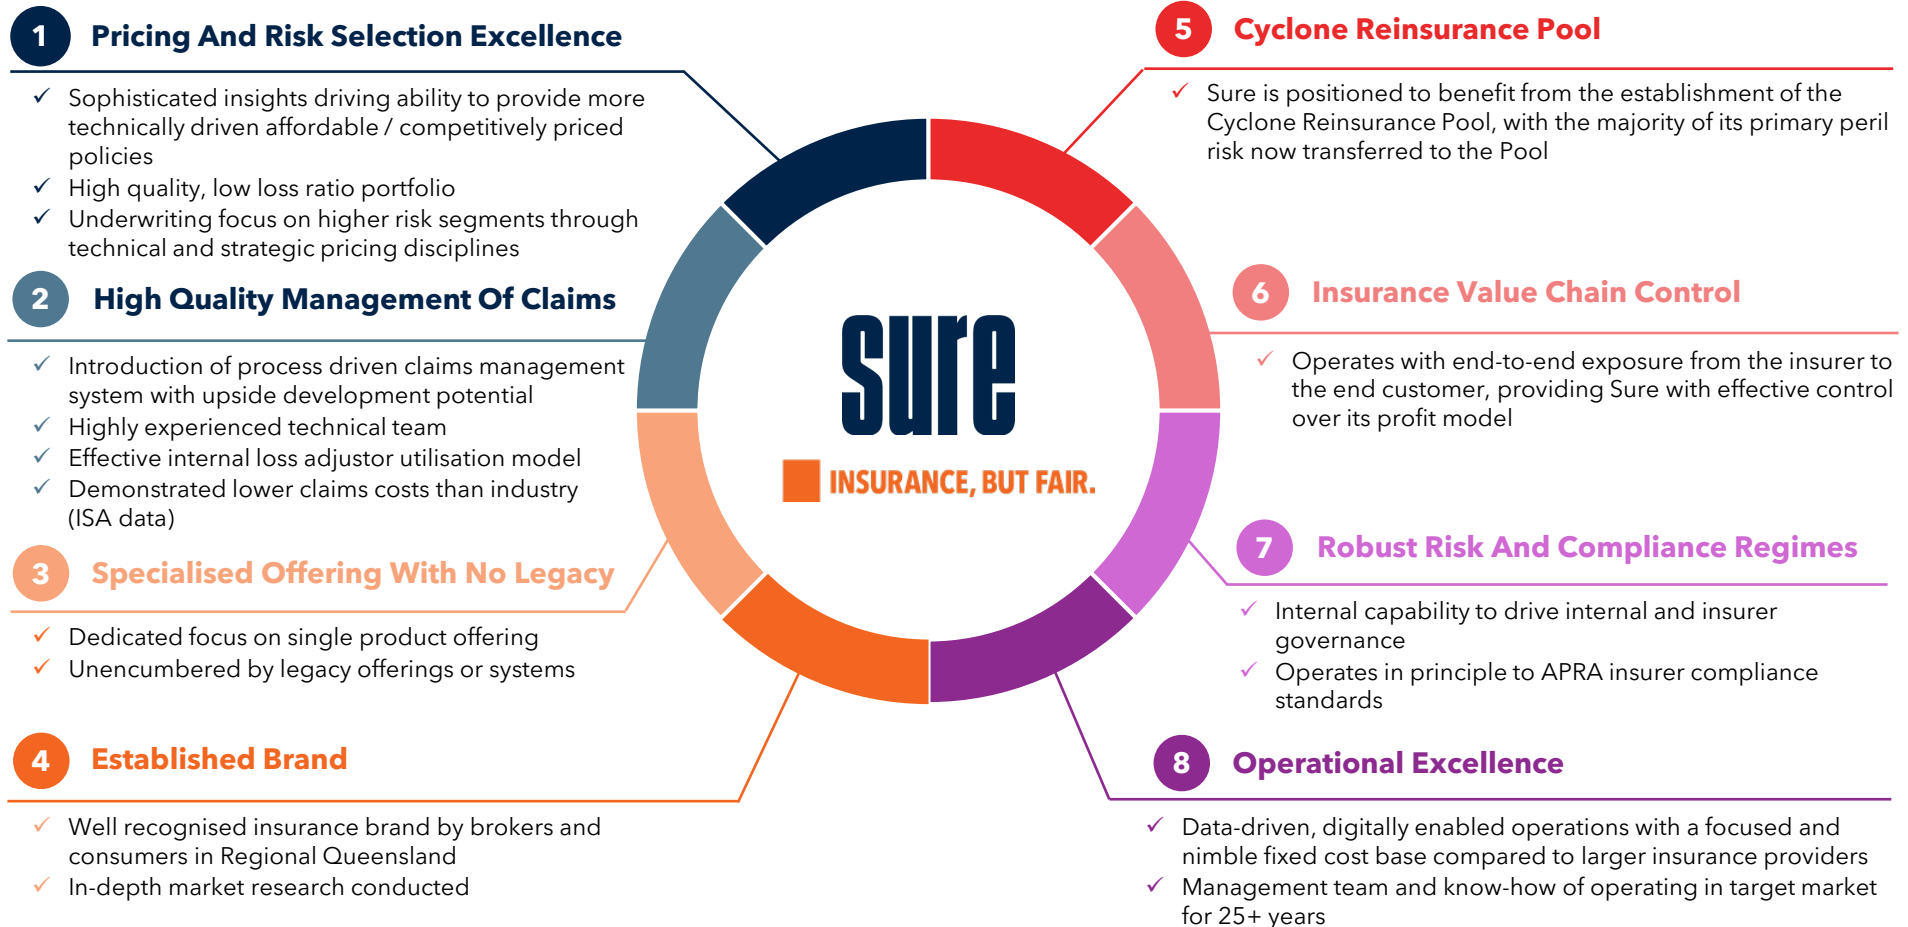 1
Pricing And Risk Selection Excellence
Sophisticated insights driving ability to provide more
technically driven affordable / competitively priced
policies
High quality, low loss ratio portfolio
Underwriting focus on higher risk segments through
technical and strategic pricing disciplines
2
High Quality Management Of Claims
Introduction of process driven claims management
system with upside development potential
Highly experienced technical team
Effective internal loss adjustor utilisation model
Demonstrated lower claims costs than industry
(ISA data)
3
Specialised Offering With No Legacy
Dedicated focus on single product offering
Unencumbered by legacy offerings or systems
4
Established Brand
Well recognised insurance brand by brokers and
consumers in Regional Queensland
In-depth market research conducted
sure
INSURANCE, BUT FAIR.
5
Cyclone Reinsurance Pool
Sure is positioned to benefit from the establishment of the
Cyclone Reinsurance Pool, with the majority of its primary peril
risk now transferred to the Pool
6
Insurance Value Chain Control
Operates with end-to-end exposure from the insurer to
the end customer, providing Sure with effective control
over its profit model
7
Robust Risk And Compliance Regimes
Internal capability to drive internal and insurer
governance
Operates in principle to APRA insurer compliance
standards
8
Operational Excellence
Data-driven, digitally enabled operations with a focused and
nimble fixed cost base compared to larger insurance providers
Management team and know-how of operating in target market
for 25+ years